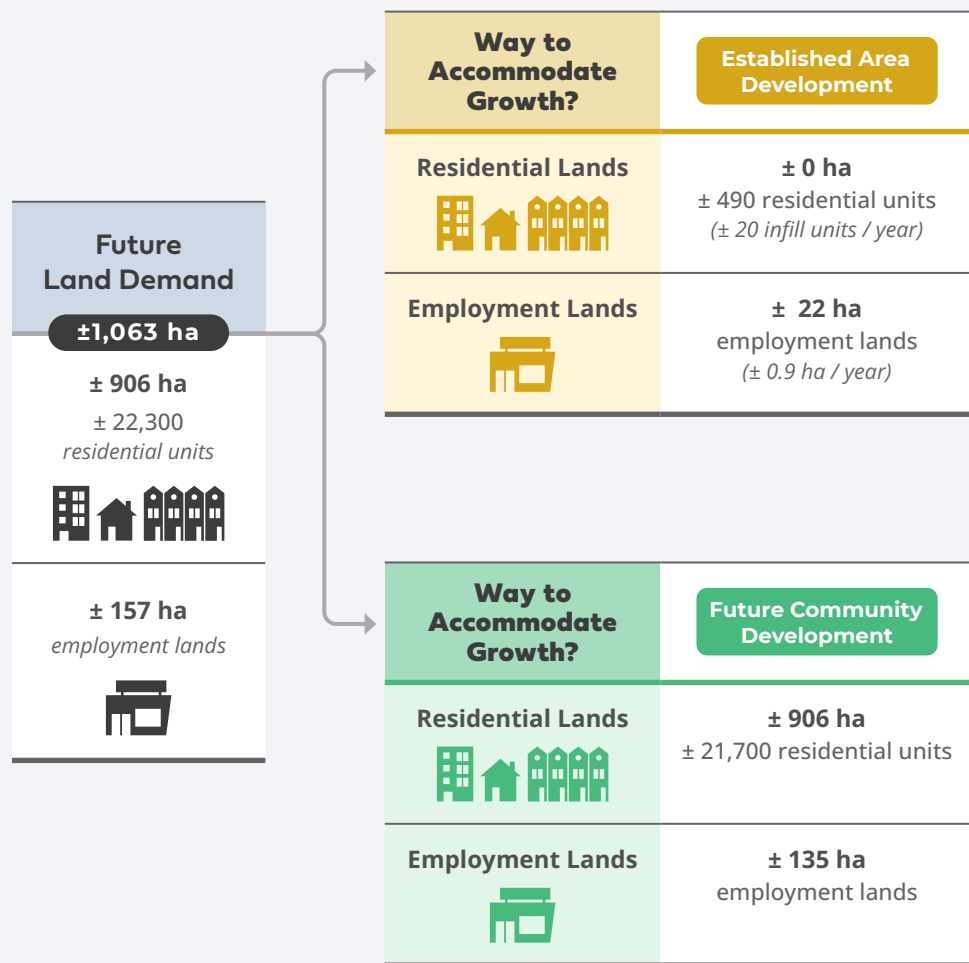 Future
Land Demand
±1,063 ha
± 906 ha
± 22,300
residential units
± 157 ha
employment lands
Way to
Accommodate
Growth?
Established Area
Development
Residential Lands
± 0 ha
± 490 residential units
(± 20 infill units / year)
Employment Lands
± 22 ha
employment lands
(± 0.9 ha / year)
Way to
Accommodate
Growth?
Future Community
Development
Residential Lands
± 906 ha
± 21,700 residential units
Employment Lands
± 135 ha
employment lands